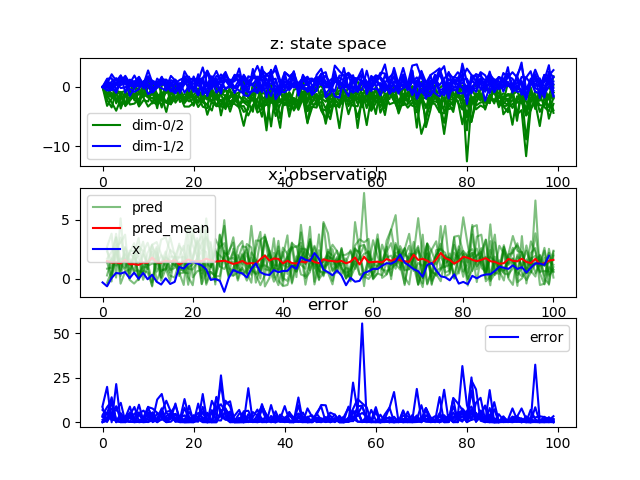 z: state space
0
−10
dim-0/2
dim-1/2
0 20 40 60 80 100
x: observation
5
0
pred
pred_mean
x
0 20 40 60 80 100
error
50
25
0
error
0 20 40 60 80 100